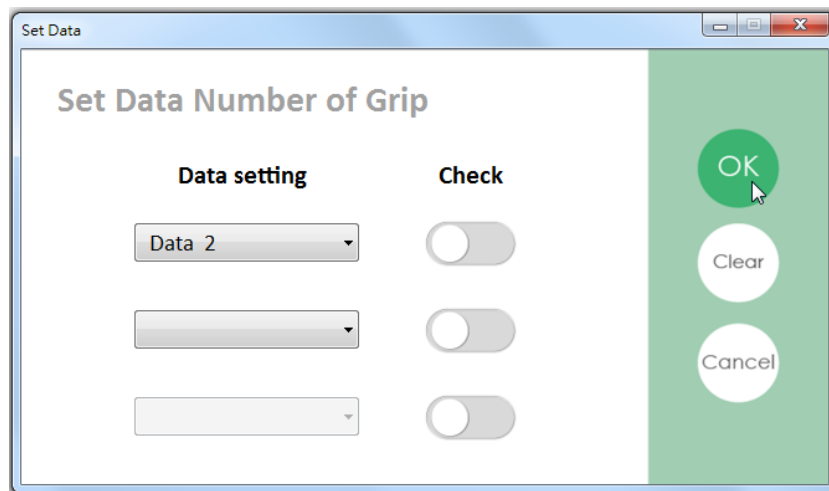 Set Data
Set Data Number of Grip
Data setting Check
Data 2
OK
Clear
Cancel